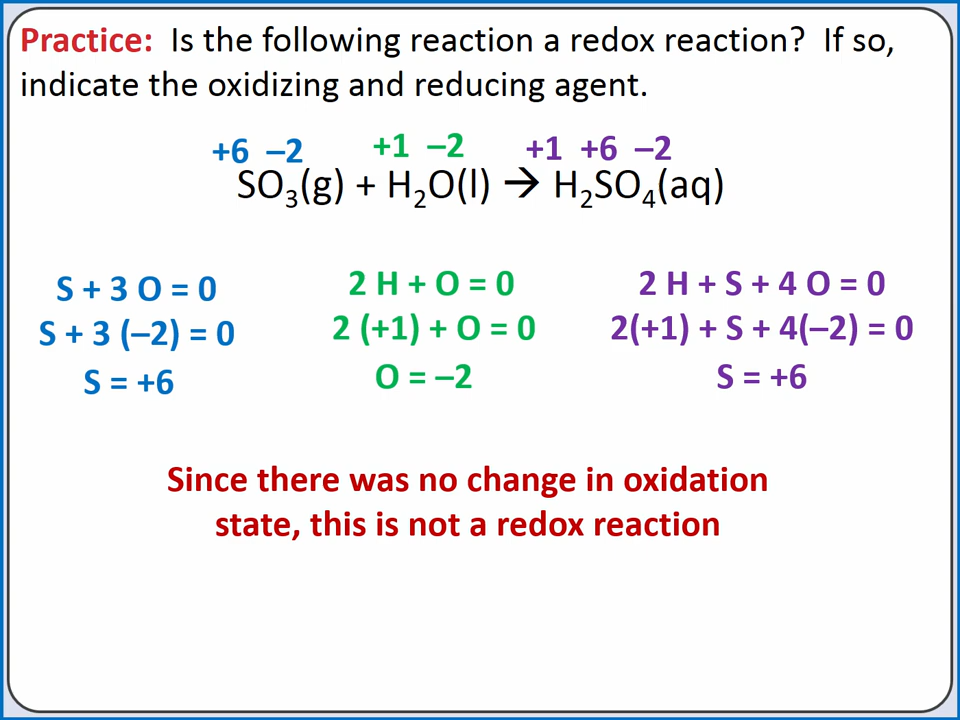 Practice: Is the following reaction a redox reaction? If so,
indicate the oxidizing and reducing agent.
+6 –2 +1 –2 +1 +6 –2
SO₃(g) + H₂O(l) → H₂SO₄(aq)
S + 3 O = 0
S + 3 (–2) = 0
S = +6
2 H + O = 0
2 (+1) + O = 0
O = –2
2 H + S + 4 O = 0
2(+1) + S + 4(–2) = 0
S = +6
Since there was no change in oxidation
state, this is not a redox reaction